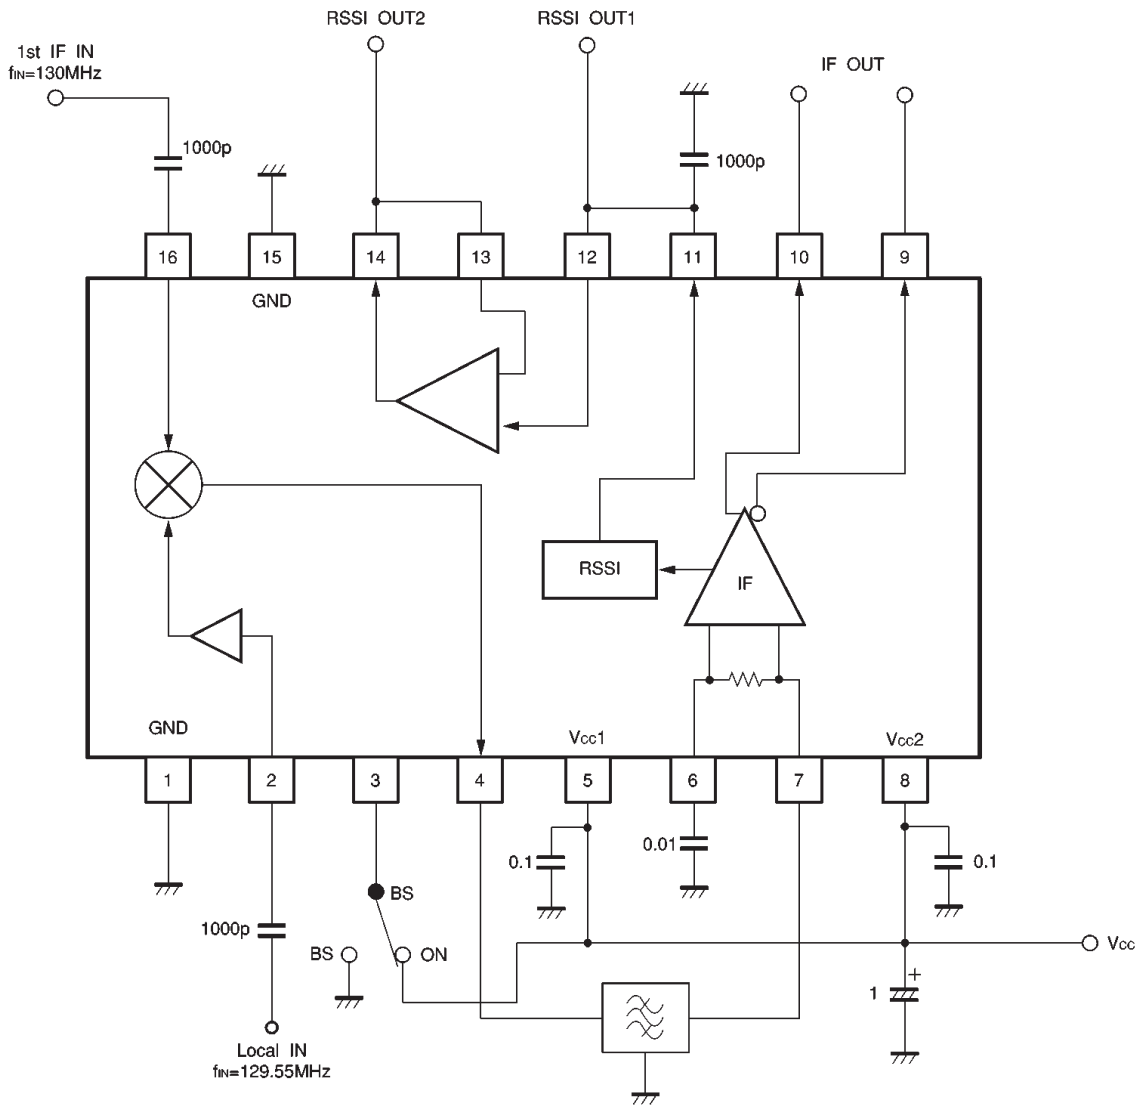 RSSI OUT2
RSSI OUT1
1st IF IN
fIN=130MHz
IF OUT
1000p
1000p
16
15
14
13
12
11
10
9
GND
RSSI
IF
GND
VCC1
VCC2
1
2
3
4
5
6
7
8
0.1
0.01
0.1
BS
1000p
BS
ON
VCC
1
+
Local IN
fIN=129.55MHz